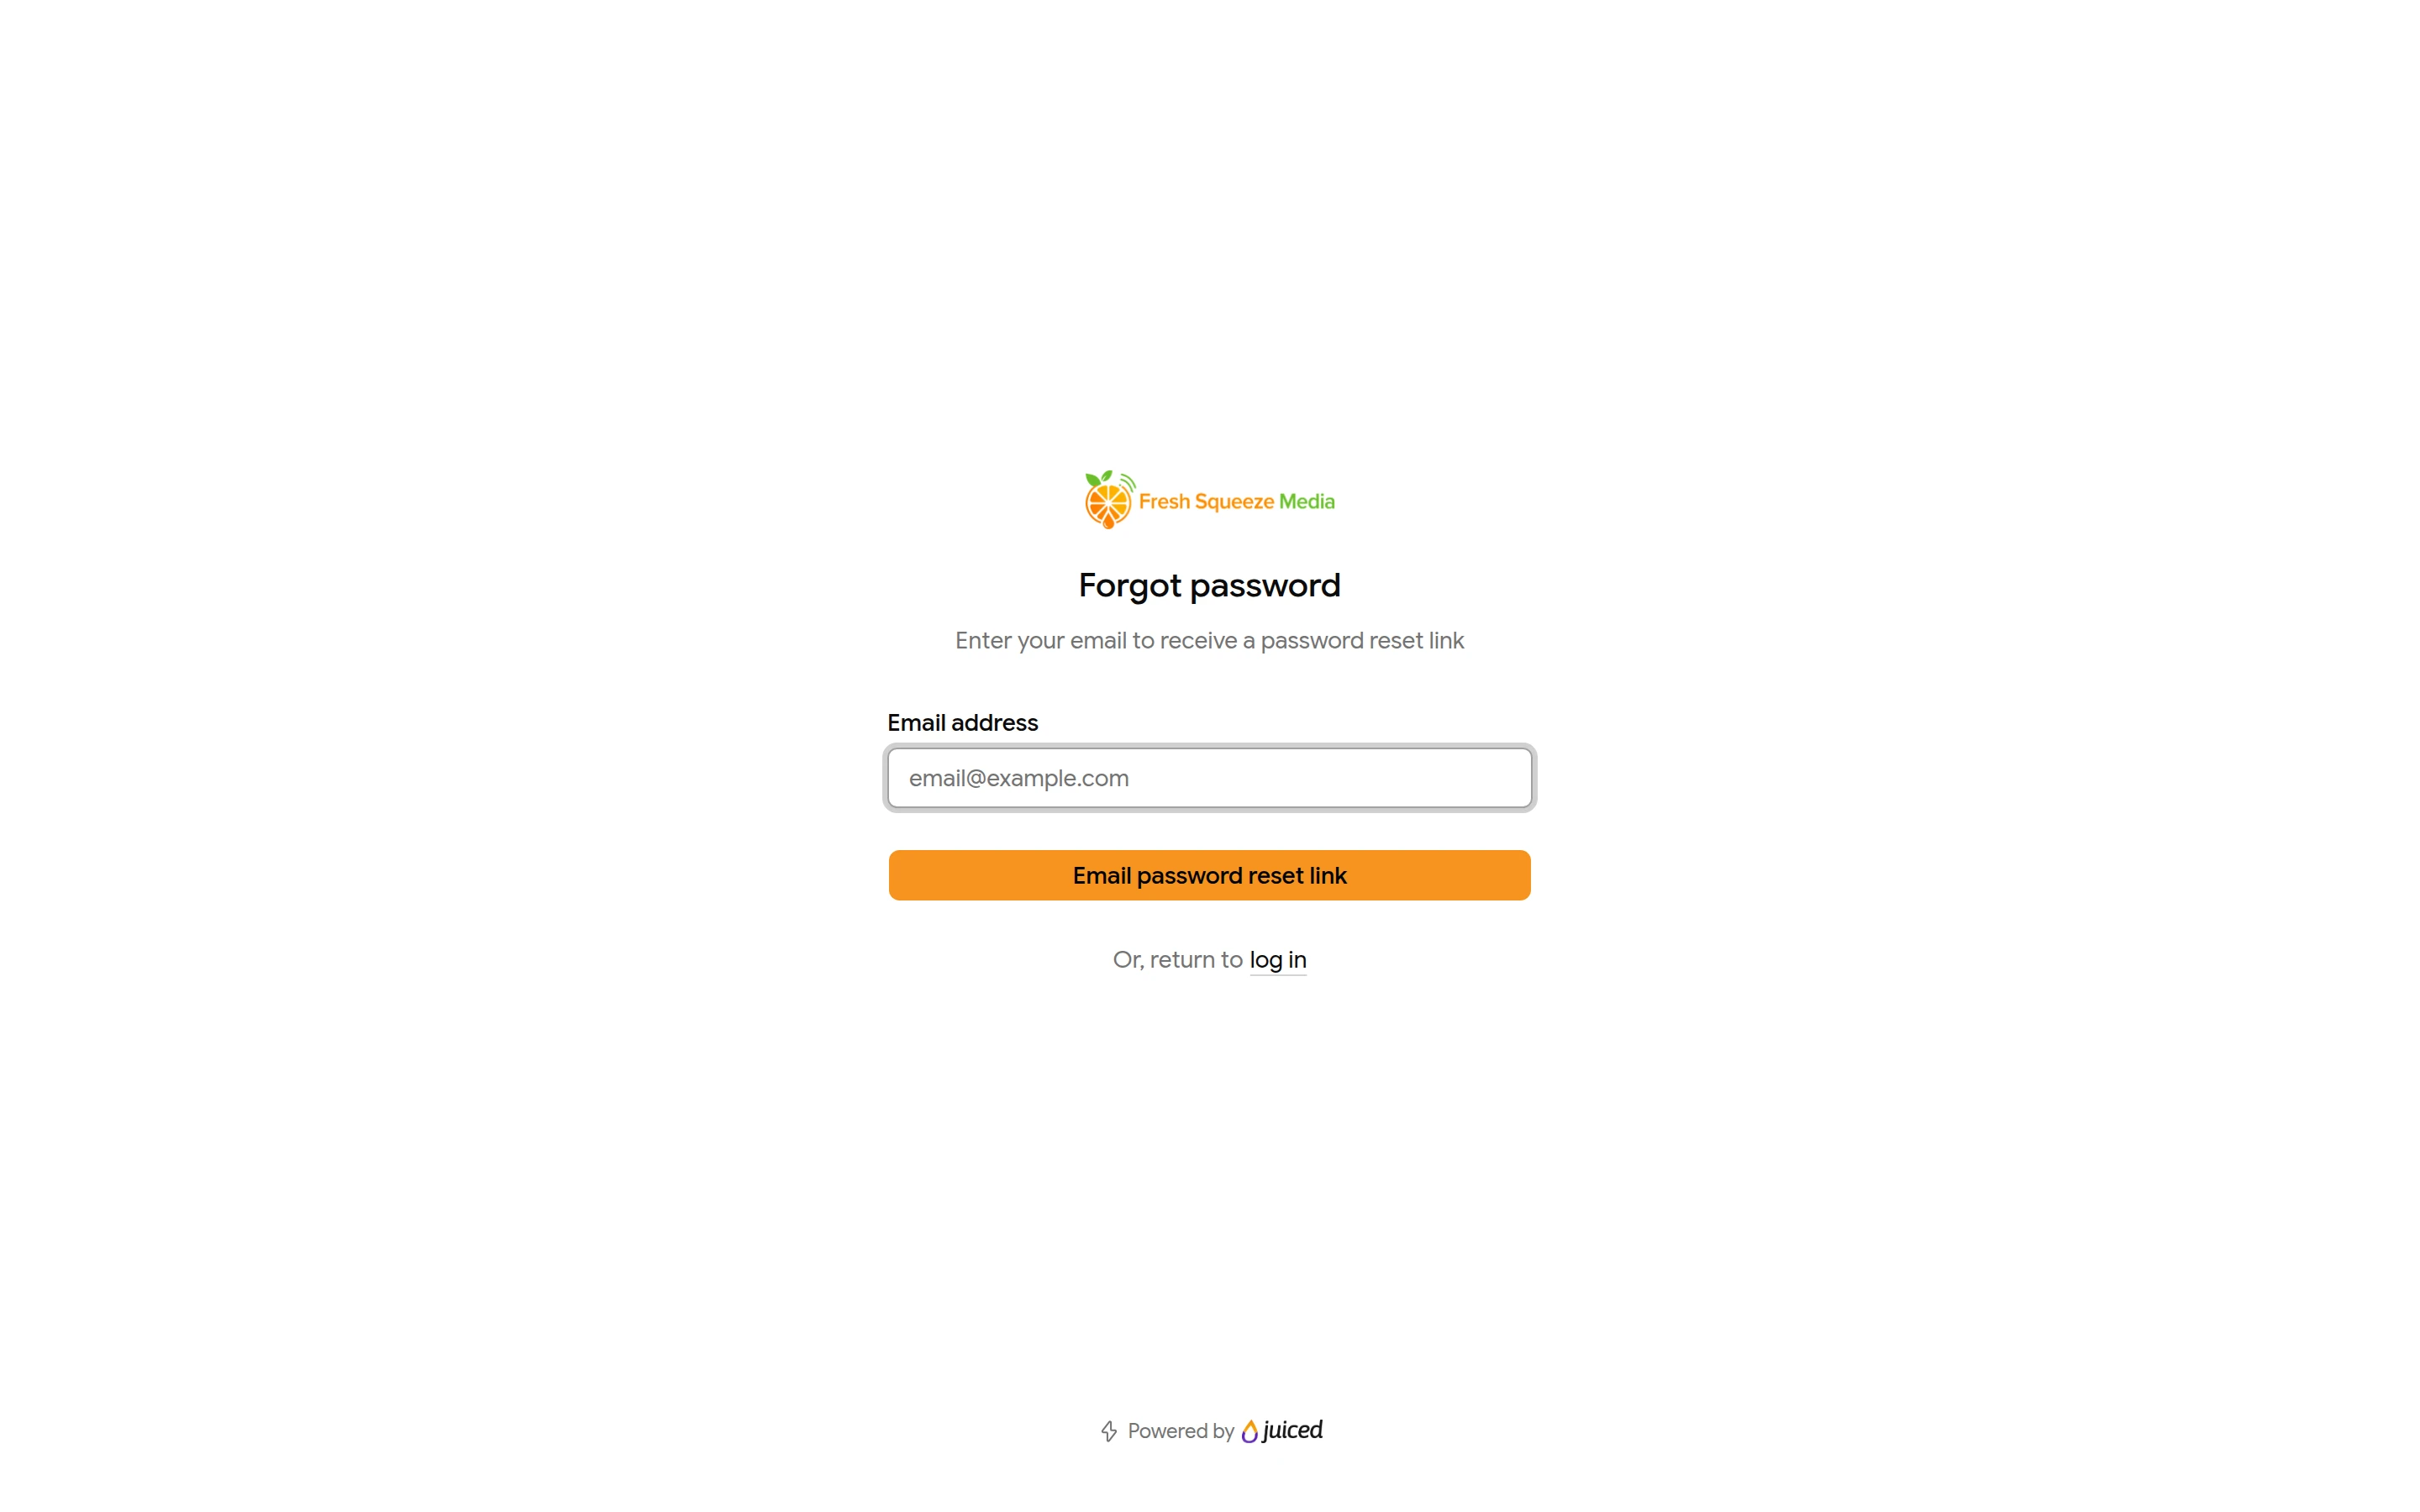 Fresh Squeeze Media
Forgot password
Enter your email to receive a password reset link
Email address
email@example.com
Email password reset link
Or, return to log in
Powered by juiced